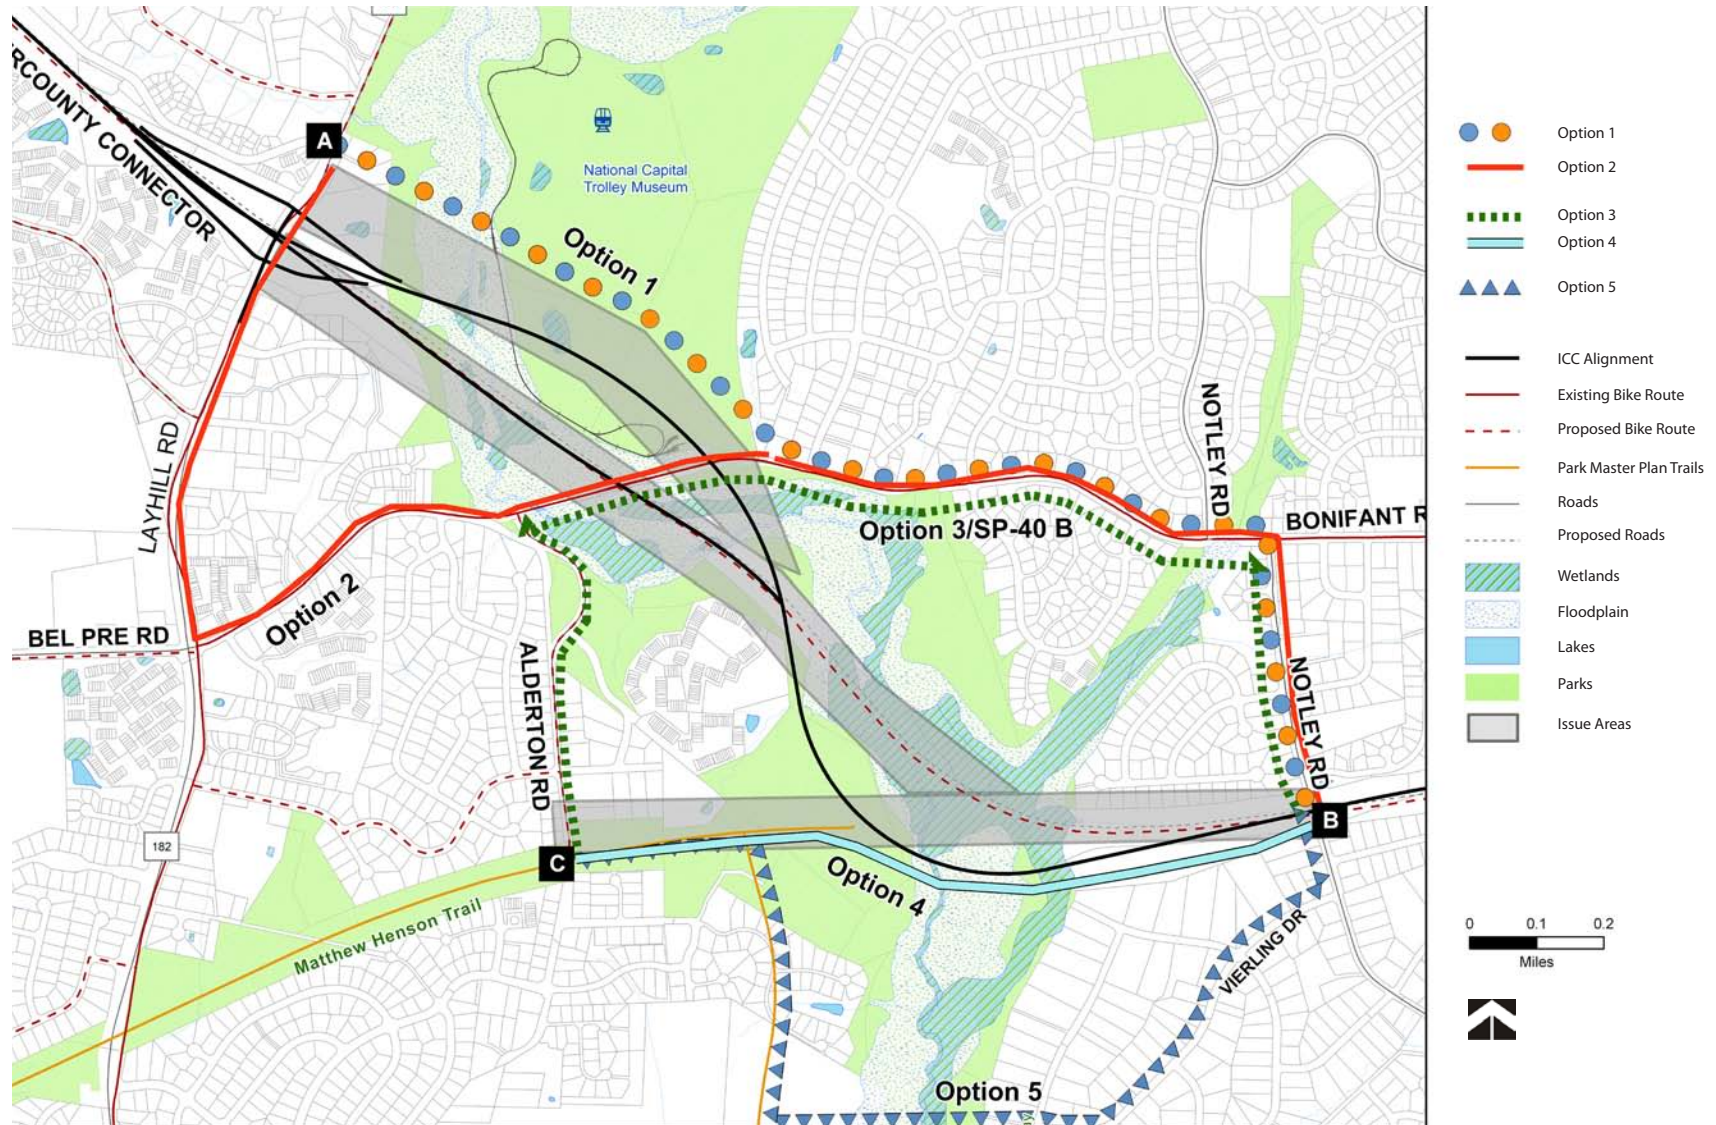 RCOUNTY CONNECTOR
A
National Capital
Trolley Museum
Option 1
LAYHILL RD
NOTLEY RD
BONIFANT R
Option 3/SP-40 B
Option 2
BEL PRE RD
ALDERTON RD
NOTLEY RD
B
182
C
Option 4
Matthew Henson Trail
VIERLING DR
Option 5
Option 1
Option 2
Option 3
Option 4
Option 5
ICC Alignment
Existing Bike Route
Proposed Bike Route
Park Master Plan Trails
Roads
Proposed Roads
Wetlands
Floodplain
Lakes
Parks
Issue Areas
0 0.1 0.2
Miles